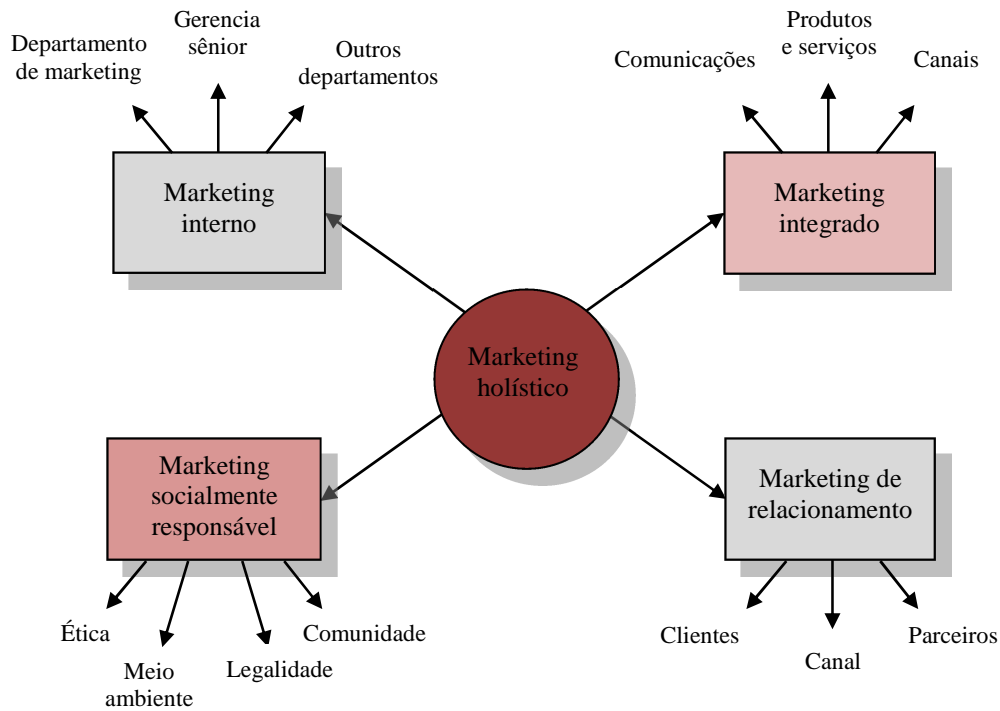 Departamento
de marketing
Gerencia
sênior
Outros
departamentos
Marketing
interno
Comunicações
Produtos
e serviços
Canais
Marketing
integrado
Marketing
holístico
Marketing
socialmente
responsável
Ética
Meio
ambiente
Legalidade
Comunidade
Marketing de
relacionamento
Clientes
Canal
Parceiros